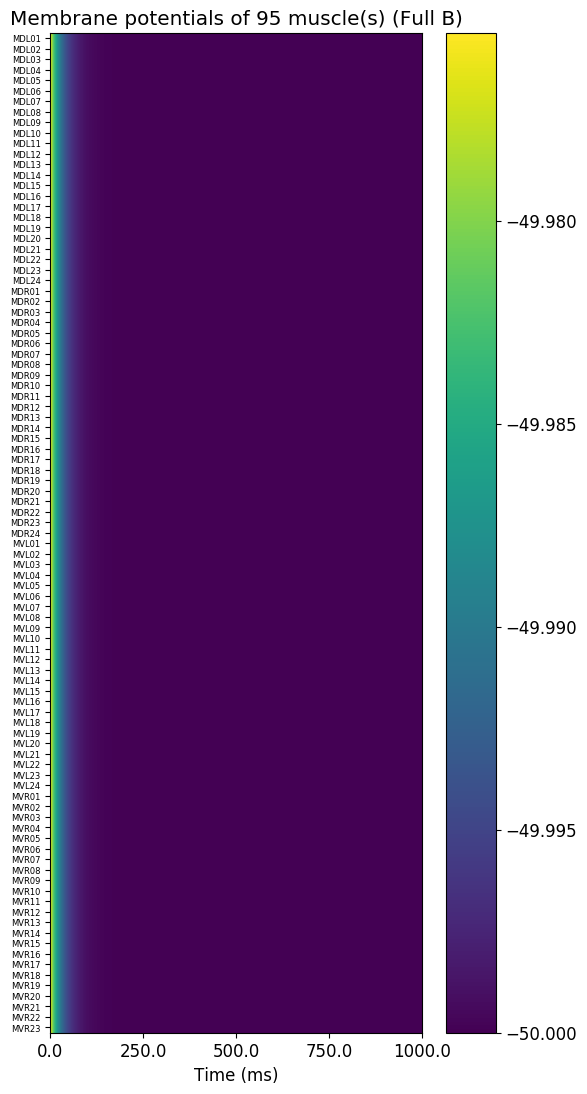 Membrane potentials of 95 muscle(s) (Full B)
MDL01
MDL02
MDL03
MDL04
MDL05
MDL06
MDL07
MDL08
MDL09
MDL10
MDL11
MDL12
MDL13
MDL14
MDL15
MDL16
MDL17
MDL18
MDL19
MDL20
MDL21
MDL22
MDL23
MDL24
MDR01
MDR02
MDR03
MDR04
MDR05
MDR06
MDR07
MDR08
MDR09
MDR10
MDR11
MDR12
MDR13
MDR14
MDR15
MDR16
MDR17
MDR18
MDR19
MDR20
MDR21
MDR22
MDR23
MDR24
MVL01
MVL02
MVL03
MVL04
MVL05
MVL06
MVL07
MVL08
MVL09
MVL10
MVL11
MVL12
MVL13
MVL14
MVL15
MVL16
MVL17
MVL18
MVL19
MVL20
MVL21
MVL22
MVL23
MVL24
MVR01
MVR02
MVR03
MVR04
MVR05
MVR06
MVR07
MVR08
MVR09
MVR10
MVR11
MVR12
MVR13
MVR14
MVR15
MVR16
MVR17
MVR18
MVR19
MVR20
MVR21
MVR22
MVR23
0.0 250.0 500.0 750.0 1000.0
Time (ms)
−49.980
−49.985
−49.990
−49.995
−50.000